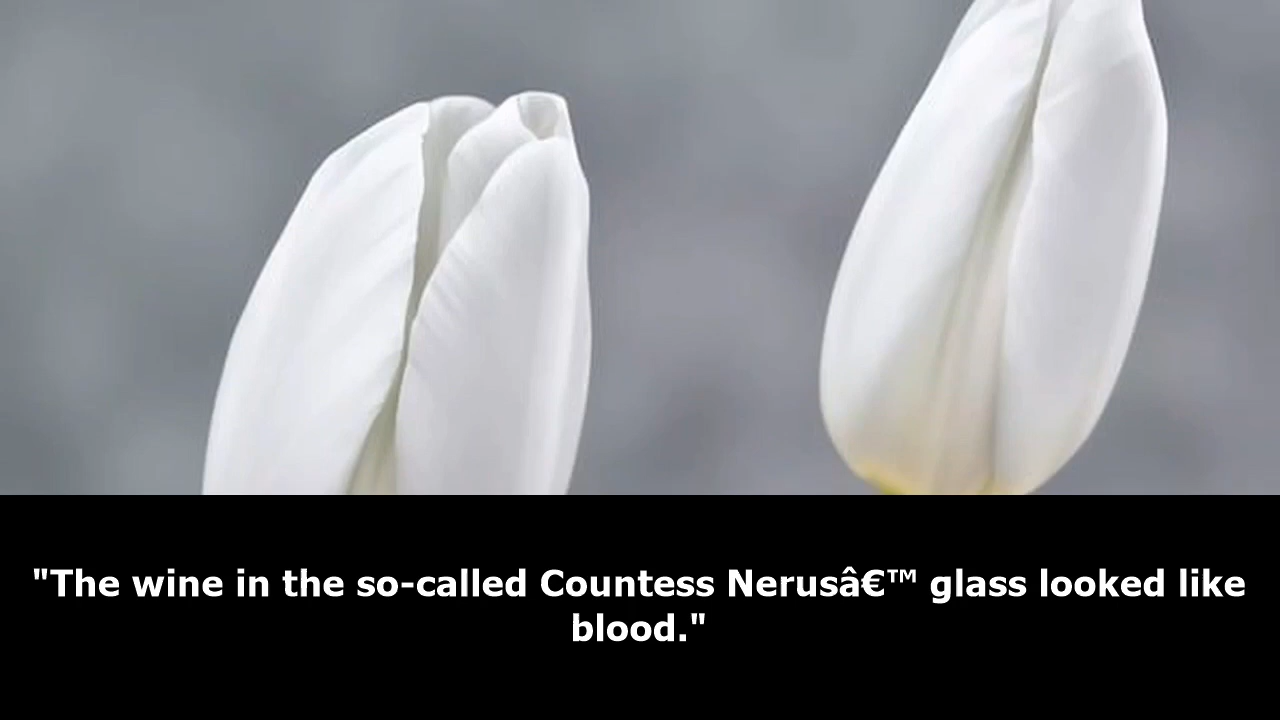 "The wine in the so-called Countess Nerusâ€™ glass looked like
blood."